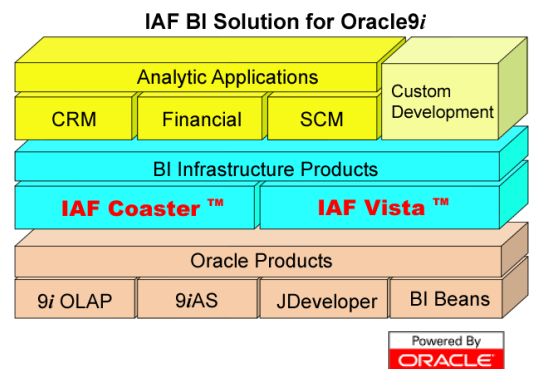 IAF BI Solution for Oracle9i
Analytic Applications
Custom
Development
CRM
Financial
SCM
BI Infrastructure Products
IAF Coaster ™
IAF Vista ™
Oracle Products
9i OLAP
9iAS
JDeveloper
BI Beans
Powered By
ORACLE